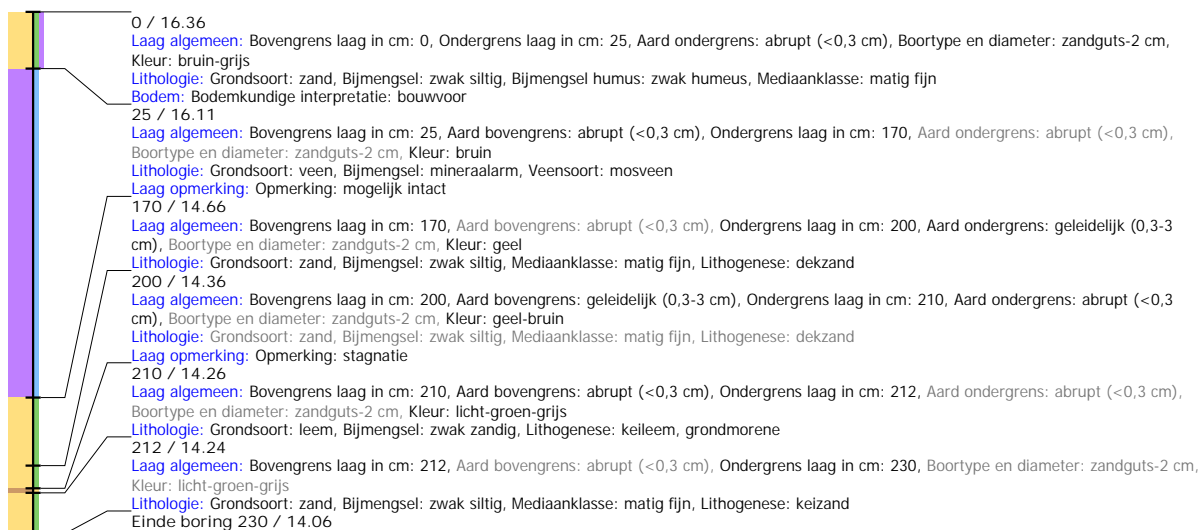 0 / 16.36
Laag algemeen: Bovengrens laag in cm: 0, Ondergrens laag in cm: 25, Aard ondergrens: abrupt (<0,3 cm), Boortype en diameter: zandguts-2 cm,
Kleur: bruin-grijs
Lithologie: Grondsoort: zand, Bijmengsel: zwak siltig, Bijmengsel humus: zwak humeus, Mediaanklasse: matig fijn
Bodem: Bodemkundige interpretatie: bouwvoor
25 / 16.11
Laag algemeen: Bovengrens laag in cm: 25, Aard bovengrens: abrupt (<0,3 cm), Ondergrens laag in cm: 170, Aard ondergrens: abrupt (<0,3 cm),
Boortype en diameter: zandguts-2 cm, Kleur: bruin
Lithologie: Grondsoort: veen, Bijmengsel: mineraalarm, Veensoort: mosveen
Laag opmerking: Opmerking: mogelijk intact
170 / 14.66
Laag algemeen: Bovengrens laag in cm: 170, Aard bovengrens: abrupt (<0,3 cm), Ondergrens laag in cm: 200, Aard ondergrens: geleidelijk (0,3-3
cm), Boortype en diameter: zandguts-2 cm, Kleur: geel
Lithologie: Grondsoort: zand, Bijmengsel: zwak siltig, Mediaanklasse: matig fijn, Lithogenese: dekzand
200 / 14.36
Laag algemeen: Bovengrens laag in cm: 200, Aard bovengrens: geleidelijk (0,3-3 cm), Ondergrens laag in cm: 210, Aard ondergrens: abrupt (<0,3
cm), Boortype en diameter: zandguts-2 cm, Kleur: geel-bruin
Lithologie: Grondsoort: zand, Bijmengsel: zwak siltig, Mediaanklasse: matig fijn, Lithogenese: dekzand
Laag opmerking: Opmerking: stagnatie
210 / 14.26
Laag algemeen: Bovengrens laag in cm: 210, Aard bovengrens: abrupt (<0,3 cm), Ondergrens laag in cm: 212, Aard ondergrens: abrupt (<0,3 cm),
Boortype en diameter: zandguts-2 cm, Kleur: licht-groen-grijs
Lithologie: Grondsoort: leem, Bijmengsel: zwak zandig, Lithogenese: keileem, grondmorene
212 / 14.24
Laag algemeen: Bovengrens laag in cm: 212, Aard bovengrens: abrupt (<0,3 cm), Ondergrens laag in cm: 230, Boortype en diameter: zandguts-2 cm,
Kleur: licht-groen-grijs
Lithologie: Grondsoort: zand, Bijmengsel: zwak siltig, Mediaanklasse: matig fijn, Lithogenese: keizand
Einde boring 230 / 14.06